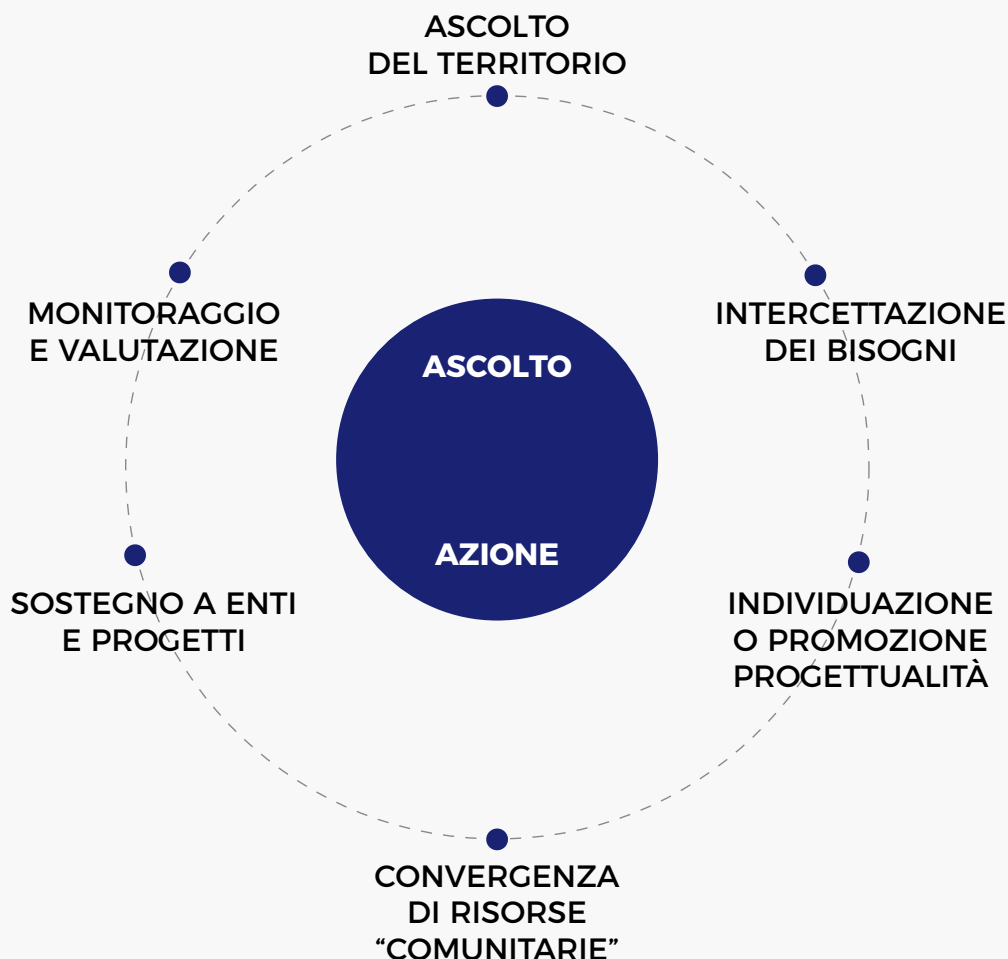 ASCOLTO
DEL TERRITORIO
INTERCETTAZIONE
DEI BISOGNI
INDIVIDUAZIONE
O PROMOZIONE
PROGETTUALITÀ
CONVERGENZA
DI RISORSE
“COMUNITARIE”
SOSTEGNO A ENTI
E PROGETTI
MONITORAGGIO
E VALUTAZIONE
ASCOLTO
AZIONE